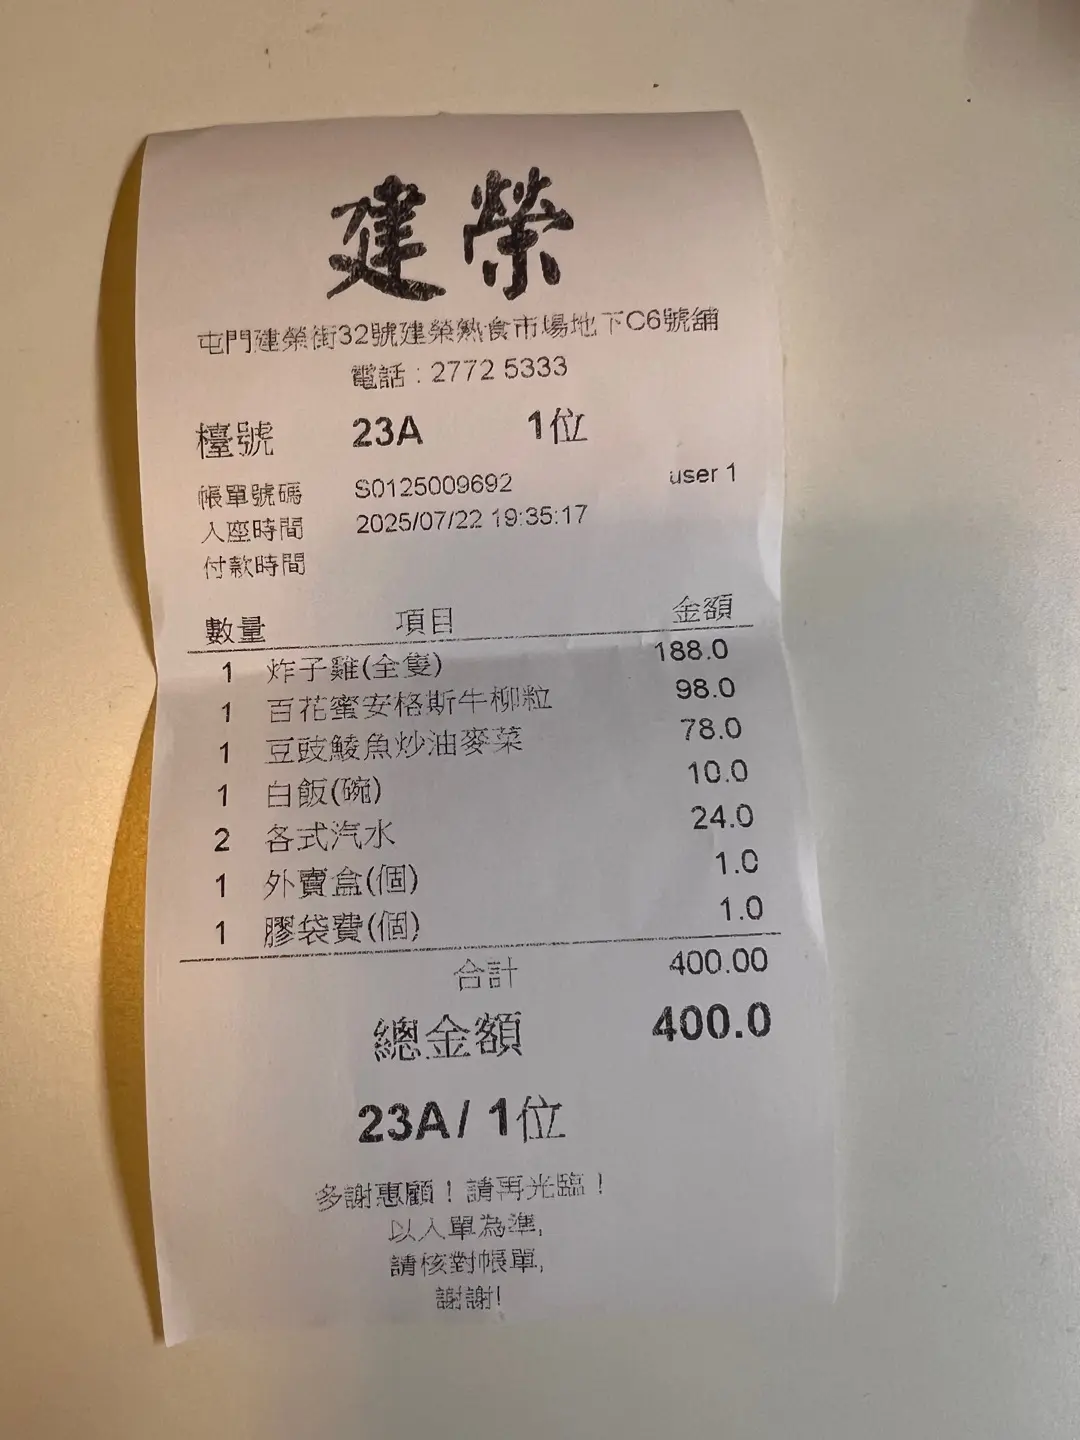 建榮
屯門建榮街32號建榮熟食市場地下C6號舖
電話 : 2772 5333
檯號 23A 1位
帳單號碼 S0125009692 user 1
入座時間 2025/07/22 19:35:17
付款時間
數量 項目 金額
1 炸子雞(全隻) 188.0
1 百花蜜安格斯牛柳粒 98.0
1 豆豉鯪魚炒油麥菜 78.0
1 白飯(碗) 10.0
2 各式汽水 24.0
1 外賣盒(個) 1.0
1 膠袋費(個) 1.0
合計 400.00
總金額 400.0
23A/ 1位
多謝惠顧！請再光臨！
以入單為準,
請核對帳單,
謝謝!